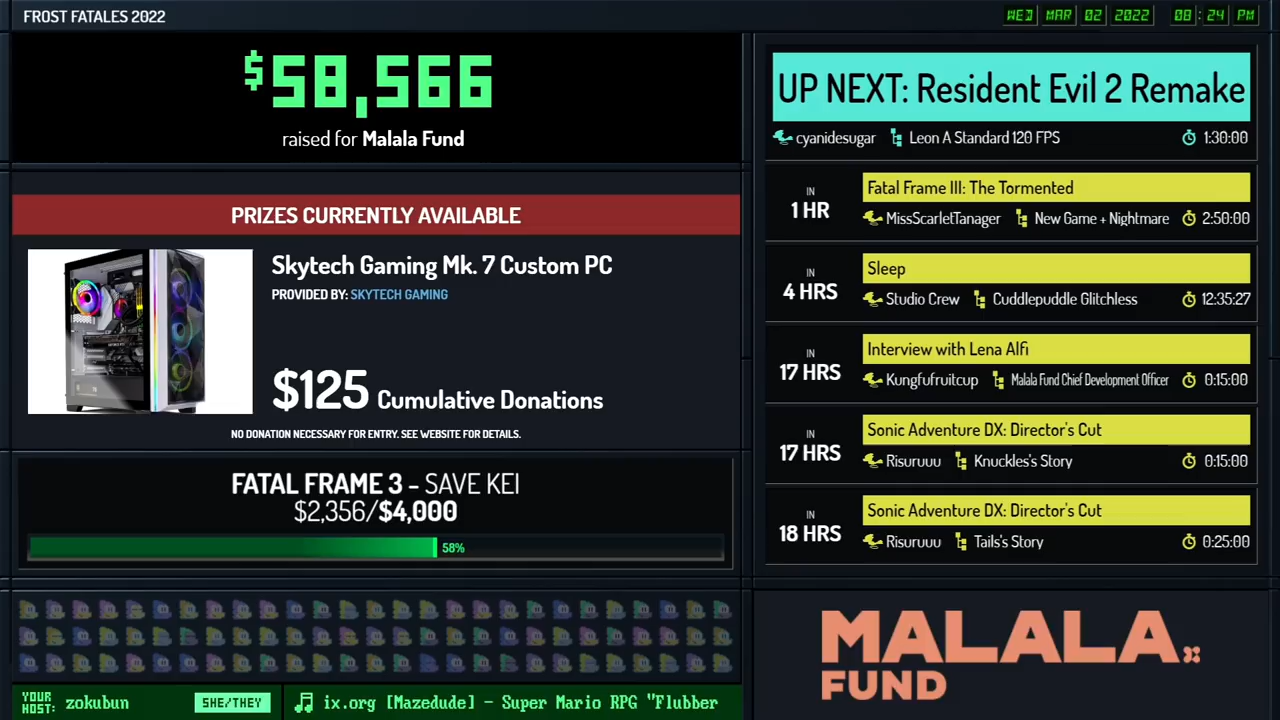 FROST FATALES 2022
WED MAR 02 2022 08:24 PM
$58,566
raised for Malala Fund
PRIZES CURRENTLY AVAILABLE
Skytech Gaming Mk. 7 Custom PC
PROVIDED BY: SKYTECH GAMING
$125 Cumulative Donations
NO DONATION NECESSARY FOR ENTRY. SEE WEBSITE FOR DETAILS.
FATAL FRAME 3 - SAVE KEI
$2,356/$4,000
58%
YOUR HOST: zokubun SHE/THEY
ix.org [Mazedude] - Super Mario RPG "Flubber
UP NEXT: Resident Evil 2 Remake
cyanidesugar Leon A Standard 120 FPS 1:30:00
IN 1 HR
Fatal Frame III: The Tormented
MissScarletTanager New Game + Nightmare 2:50:00
IN 4 HRS
Sleep
Studio Crew Cuddlepuddle Glitchless 12:35:27
IN 17 HRS
Interview with Lena Alfi
Kungfufruitcup Malala Fund Chief Development Officer 0:15:00
IN 17 HRS
Sonic Adventure DX: Director's Cut
Risuruuu Knuckles's Story 0:15:00
IN 18 HRS
Sonic Adventure DX: Director's Cut
Risuruuu Tails's Story 0:25:00
MALALA
FUND